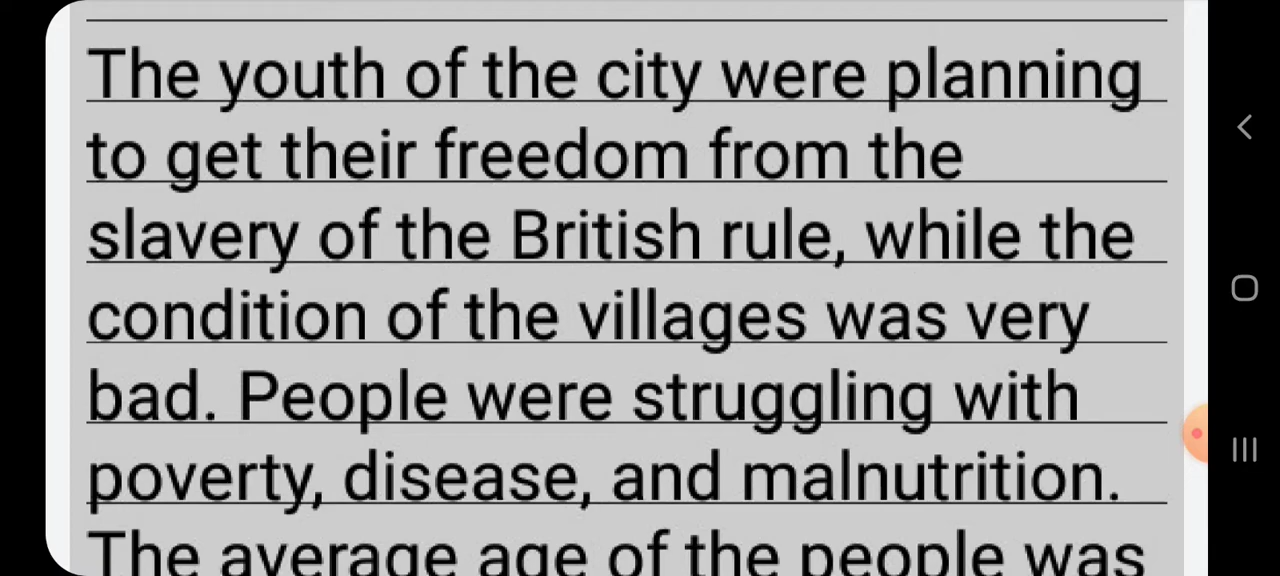 The youth of the city were planning
to get their freedom from the
slavery of the British rule, while the
condition of the villages was very
bad. People were struggling with
poverty, disease, and malnutrition.
The average age of the people was